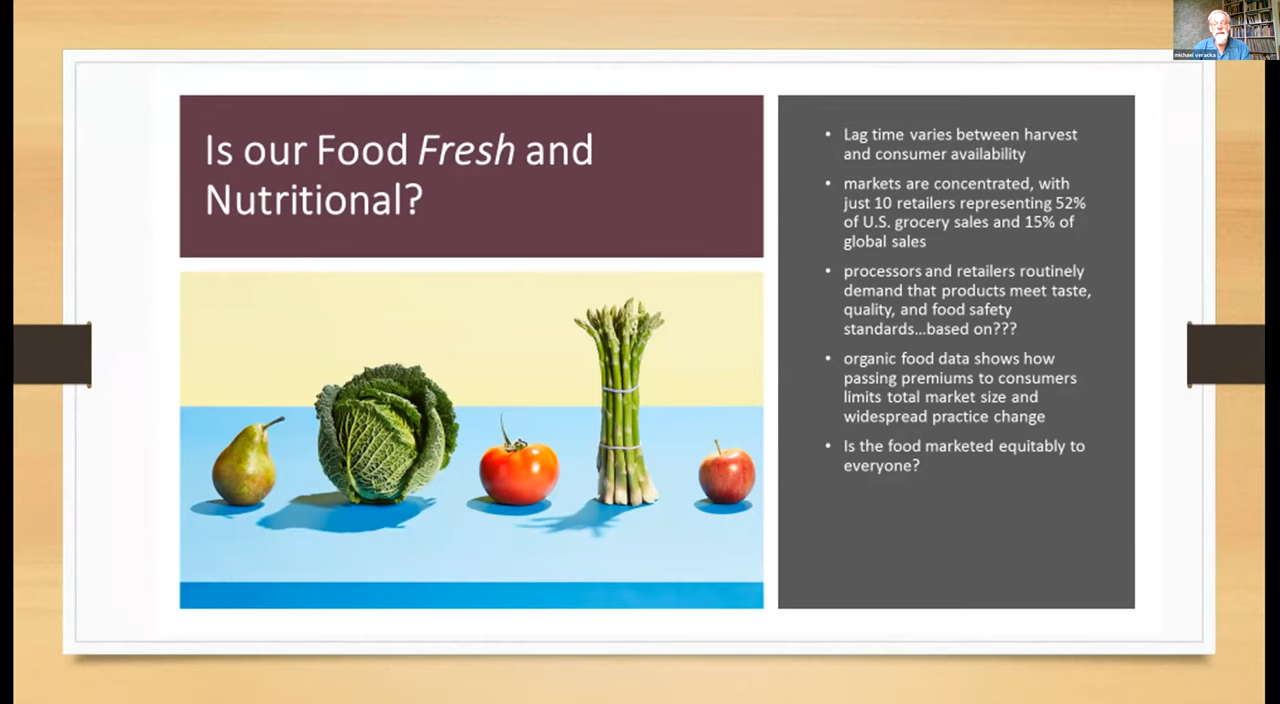 michael veracka
Is our Food Fresh and
Nutritional?
• Lag time varies between harvest
and consumer availability
• markets are concentrated, with
just 10 retailers representing 52%
of U.S. grocery sales and 15% of
global sales
• processors and retailers routinely
demand that products meet taste,
quality, and food safety
standards...based on???
• organic food data shows how
passing premiums to consumers
limits total market size and
widespread practice change
• Is the food marketed equitably to
everyone?